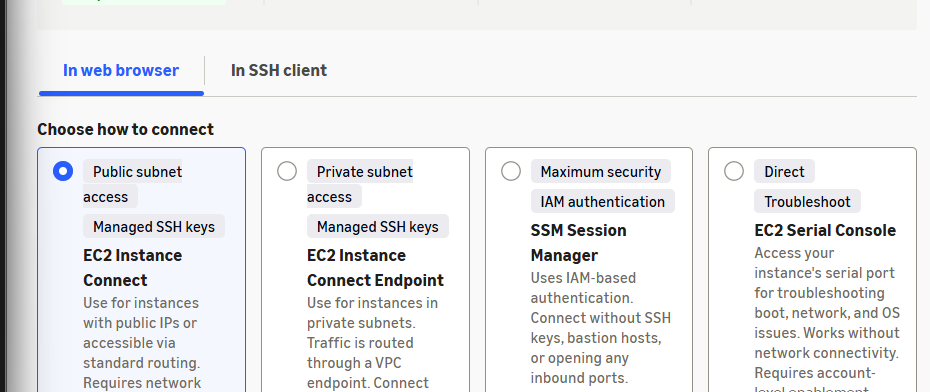 In web browser
In SSH client
Choose how to connect
Public subnet
access
Managed SSH keys
EC2 Instance
Connect
Use for instances
with public IPs or
accessible via
standard routing.
Requires network
Private subnet
access
Managed SSH keys
EC2 Instance
Connect Endpoint
Use for instances in
private subnets.
Traffic is routed
through a VPC
endpoint. Connect
Maximum security
IAM authentication
SSM Session
Manager
Uses IAM-based
authentication.
Connect without SSH
keys, bastion hosts,
or opening any
inbound ports.
Direct
Troubleshoot
EC2 Serial Console
Access your
instance's serial port
for troubleshooting
boot, network, and OS
issues. Works without
network connectivity.
Requires account-
level enablement